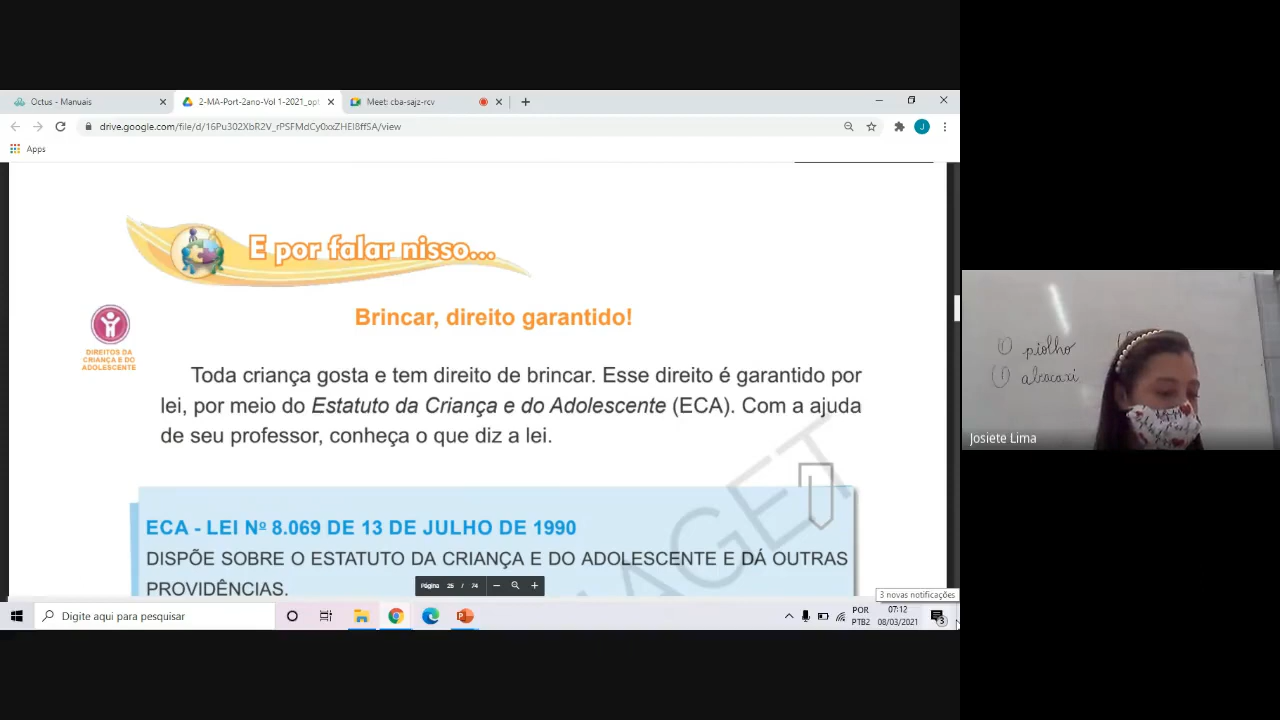 Octus - Manuais
2-MA-Port-2ano-Vol 1-2021_opt
Meet: cba-sajz-rcv
drive.google.com/file/d/16Pu302XbR2V_rPSFMdCy0xxZHEI8ffSA/view
Apps
E por falar nisso...
Brincar, direito garantido!
DIREITOS DA
CRIANÇA E DO
ADOLESCENTE
Toda criança gosta e tem direito de brincar. Esse direito é garantido por
lei, por meio do Estatuto da Criança e do Adolescente (ECA). Com a ajuda
de seu professor, conheça o que diz a lei.
ECA - LEI Nº 8.069 DE 13 DE JULHO DE 1990
DISPÕE SOBRE O ESTATUTO DA CRIANÇA E DO ADOLESCENTE E DÁ OUTRAS
PROVIDÊNCIAS.
AGET
Página 25 / 74
3 novas notificações
Digite aqui para pesquisar
POR
PTB2
07:12
08/03/2021
3
J
piolho
abacaxi
Josiete Lima